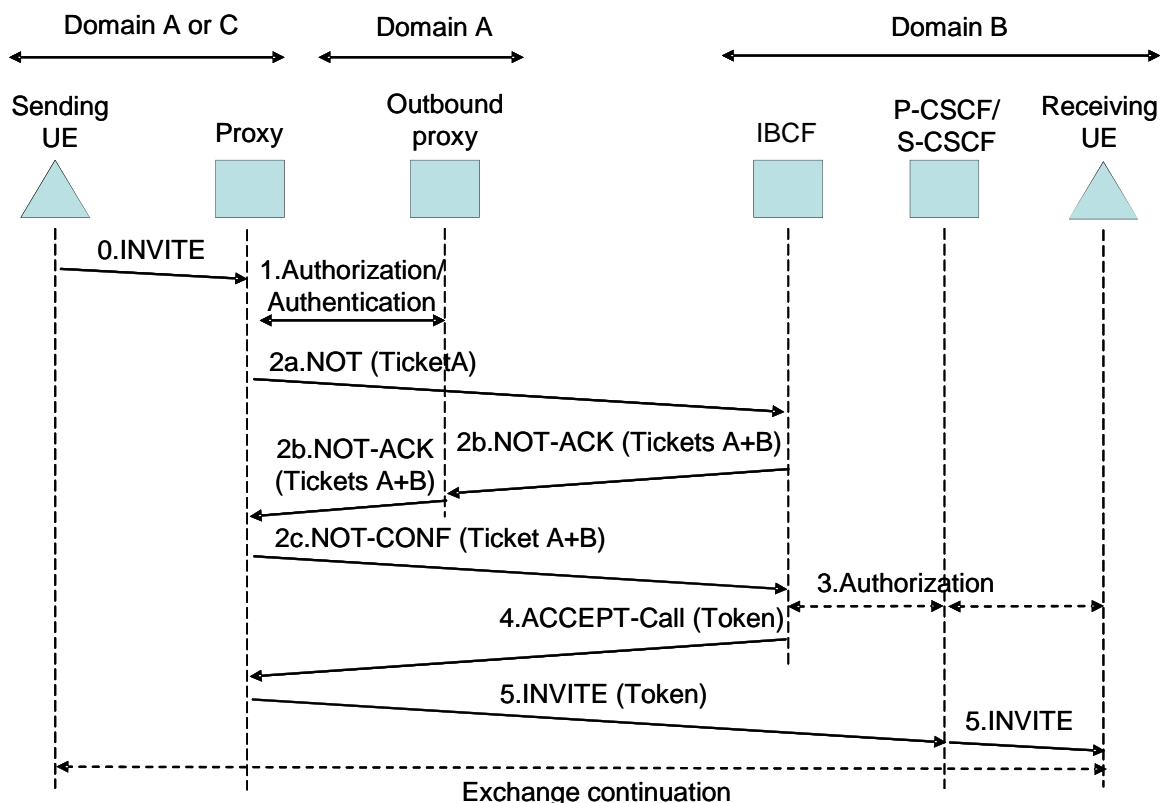 Domain A or C
Domain A
Domain B
Sending
UE
Proxy
Outbound
proxy
IBCF
P-CSCF/
S-CSCF
Receiving
UE
0.INVITE
1.Authorization/
Authentication
2a.NOT (TicketA)
2b.NOT-ACK
(Tickets A+B)
2b.NOT-ACK (Tickets A+B)
2c.NOT-CONF (Ticket A+B)
3.Authorization
4.ACCEPT-Call (Token)
5.INVITE (Token)
5.INVITE
Exchange continuation